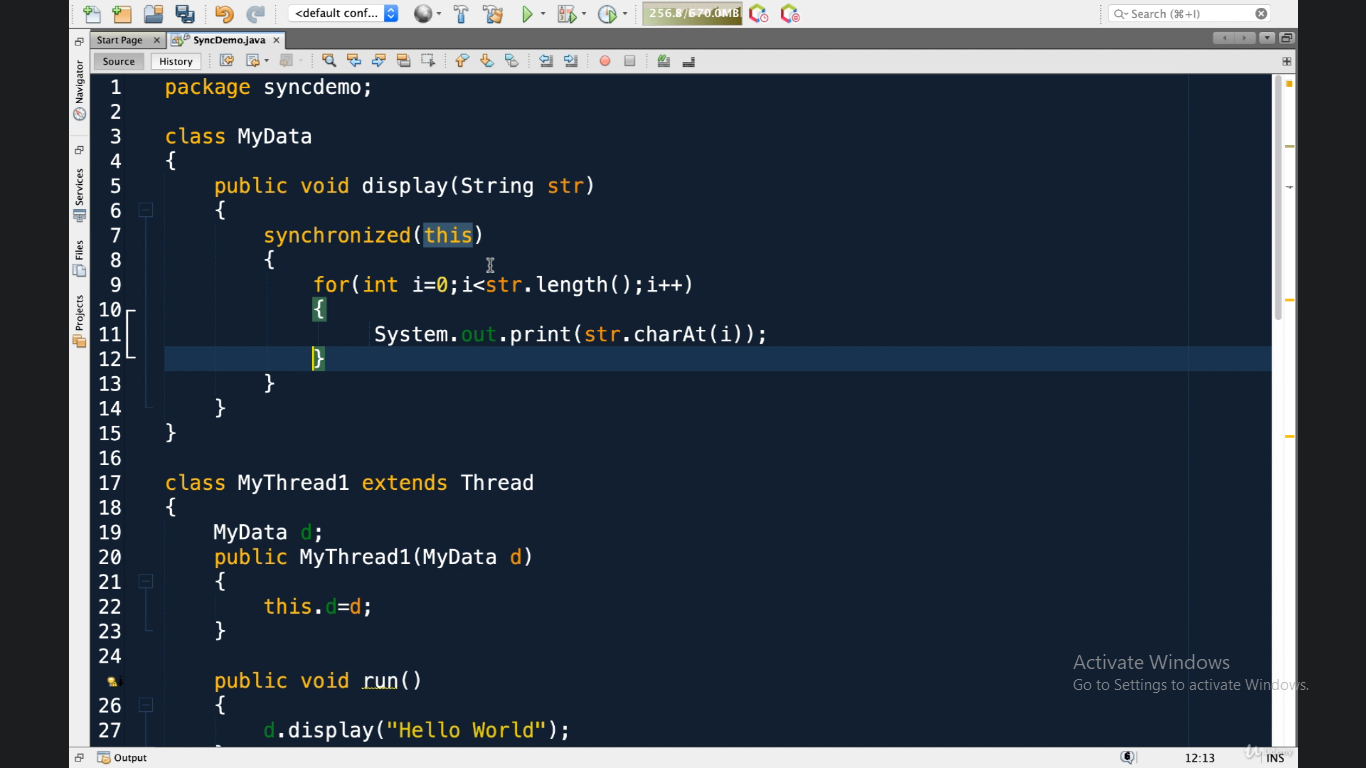 <default conf...
256.8/670.0MB
Search (⌘+I)
Start Page
SyncDemo.java
Source
History
Navigator
Services
Files
Projects
1 package syncdemo;
2
3 class MyData
4 {
5 public void display(String str)
6 {
7 synchronized(this)
8 {
9 for(int i=0;i<str.length();i++)
10 {
11 System.out.print(str.charAt(i));
12 }
13 }
14 }
15 }
16
17 class MyThread1 extends Thread
18 {
19 MyData d;
20 public MyThread1(MyData d)
21 {
22 this.d=d;
23 }
24
public void run()
26 {
27 d.display("Hello World");
Activate Windows
Go to Settings to activate Windows.
Output
6
12:13
INS